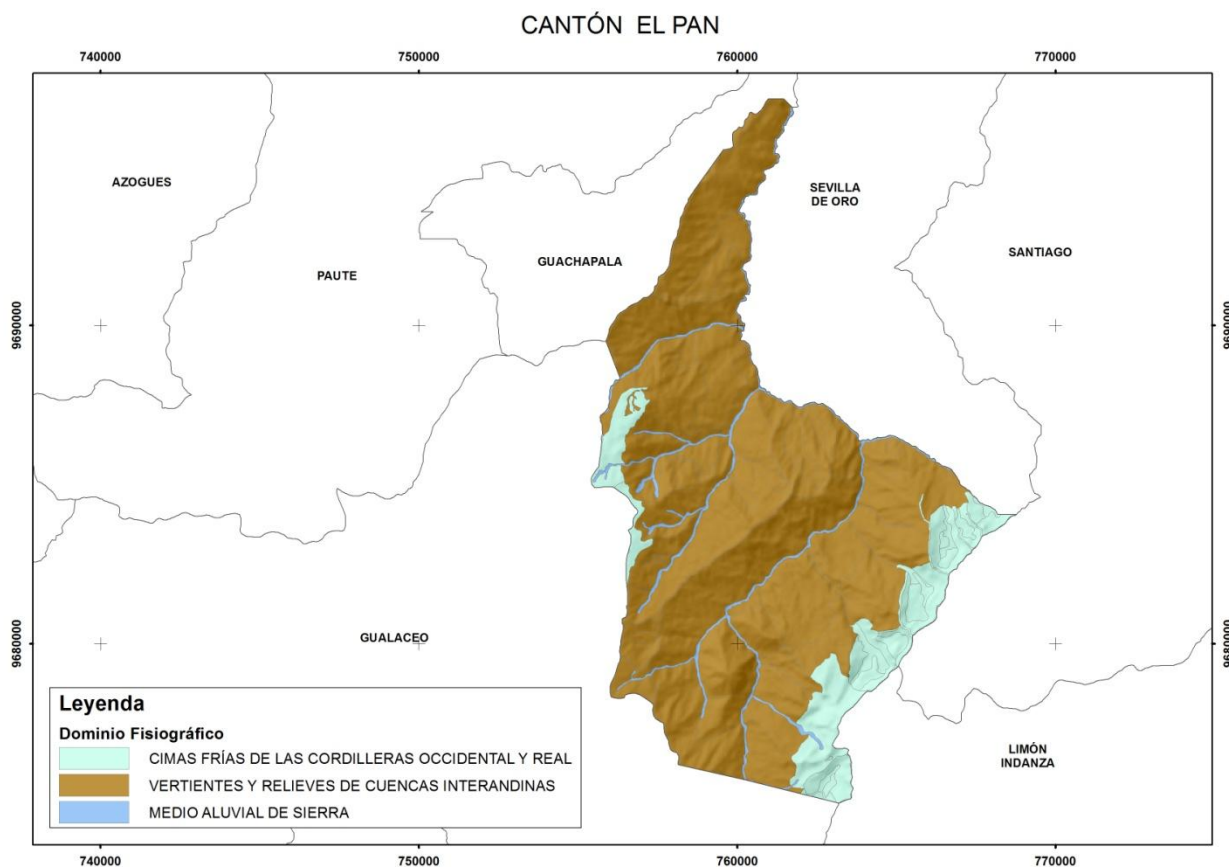 CANTÓN EL PAN
740000 750000 760000 770000
AZOGUES
SEVILLA
DE ORO
PAUTE
GUACHAPALA
SANTIAGO
9690000 9690000
GUALACEO
9680000 9680000
LIMÓN
INDANZA
Leyenda
Dominio Fisiográfico
CIMAS FRÍAS DE LAS CORDILLERAS OCCIDENTAL Y REAL
VERTIENTES Y RELIEVES DE CUENCAS INTERANDINAS
MEDIO ALUVIAL DE SIERRA
740000 750000 760000 770000